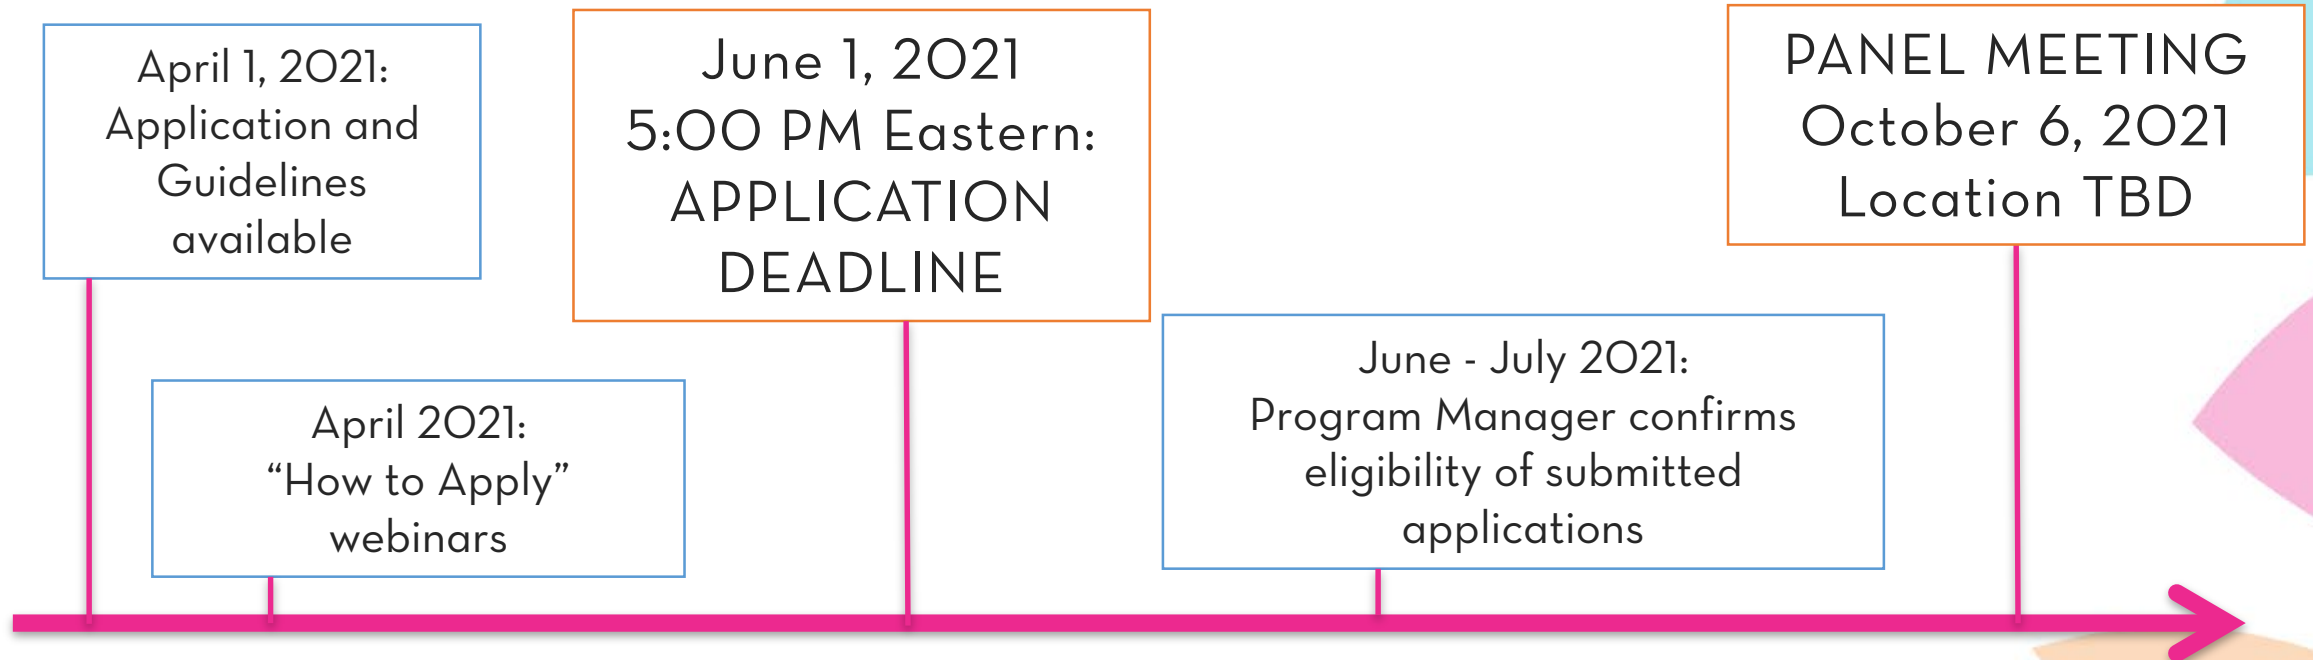 April 1, 2021:
Application and
Guidelines
available
April 2021:
“How to Apply”
webinars
June 1, 2021
5:00 PM Eastern:
APPLICATION
DEADLINE
June - July 2021:
Program Manager confirms
eligibility of submitted
applications
PANEL MEETING
October 6, 2021
Location TBD